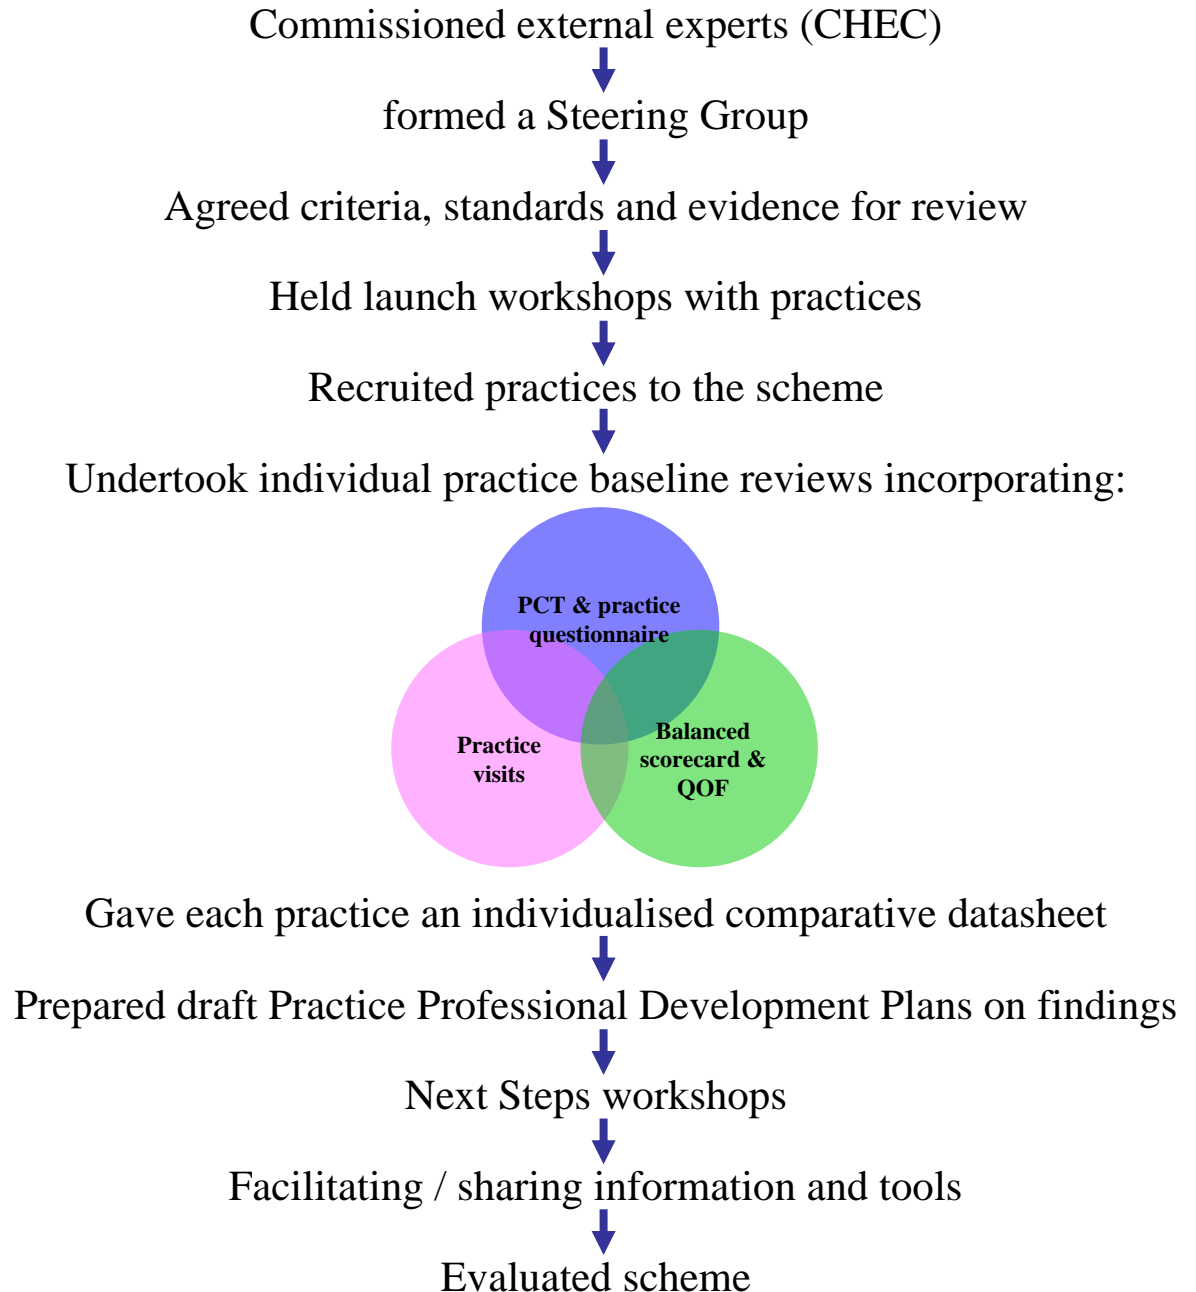 Commissioned external experts (CHEC)
formed a Steering Group
Agreed criteria, standards and evidence for review
Held launch workshops with practices
Recruited practices to the scheme
Undertook individual practice baseline reviews incorporating:
PCT & practice
questionnaire
Practice
visits
Balanced
scorecard &
QOF
Gave each practice an individualised comparative datasheet
Prepared draft Practice Professional Development Plans on findings
Next Steps workshops
Facilitating / sharing information and tools
Evaluated scheme